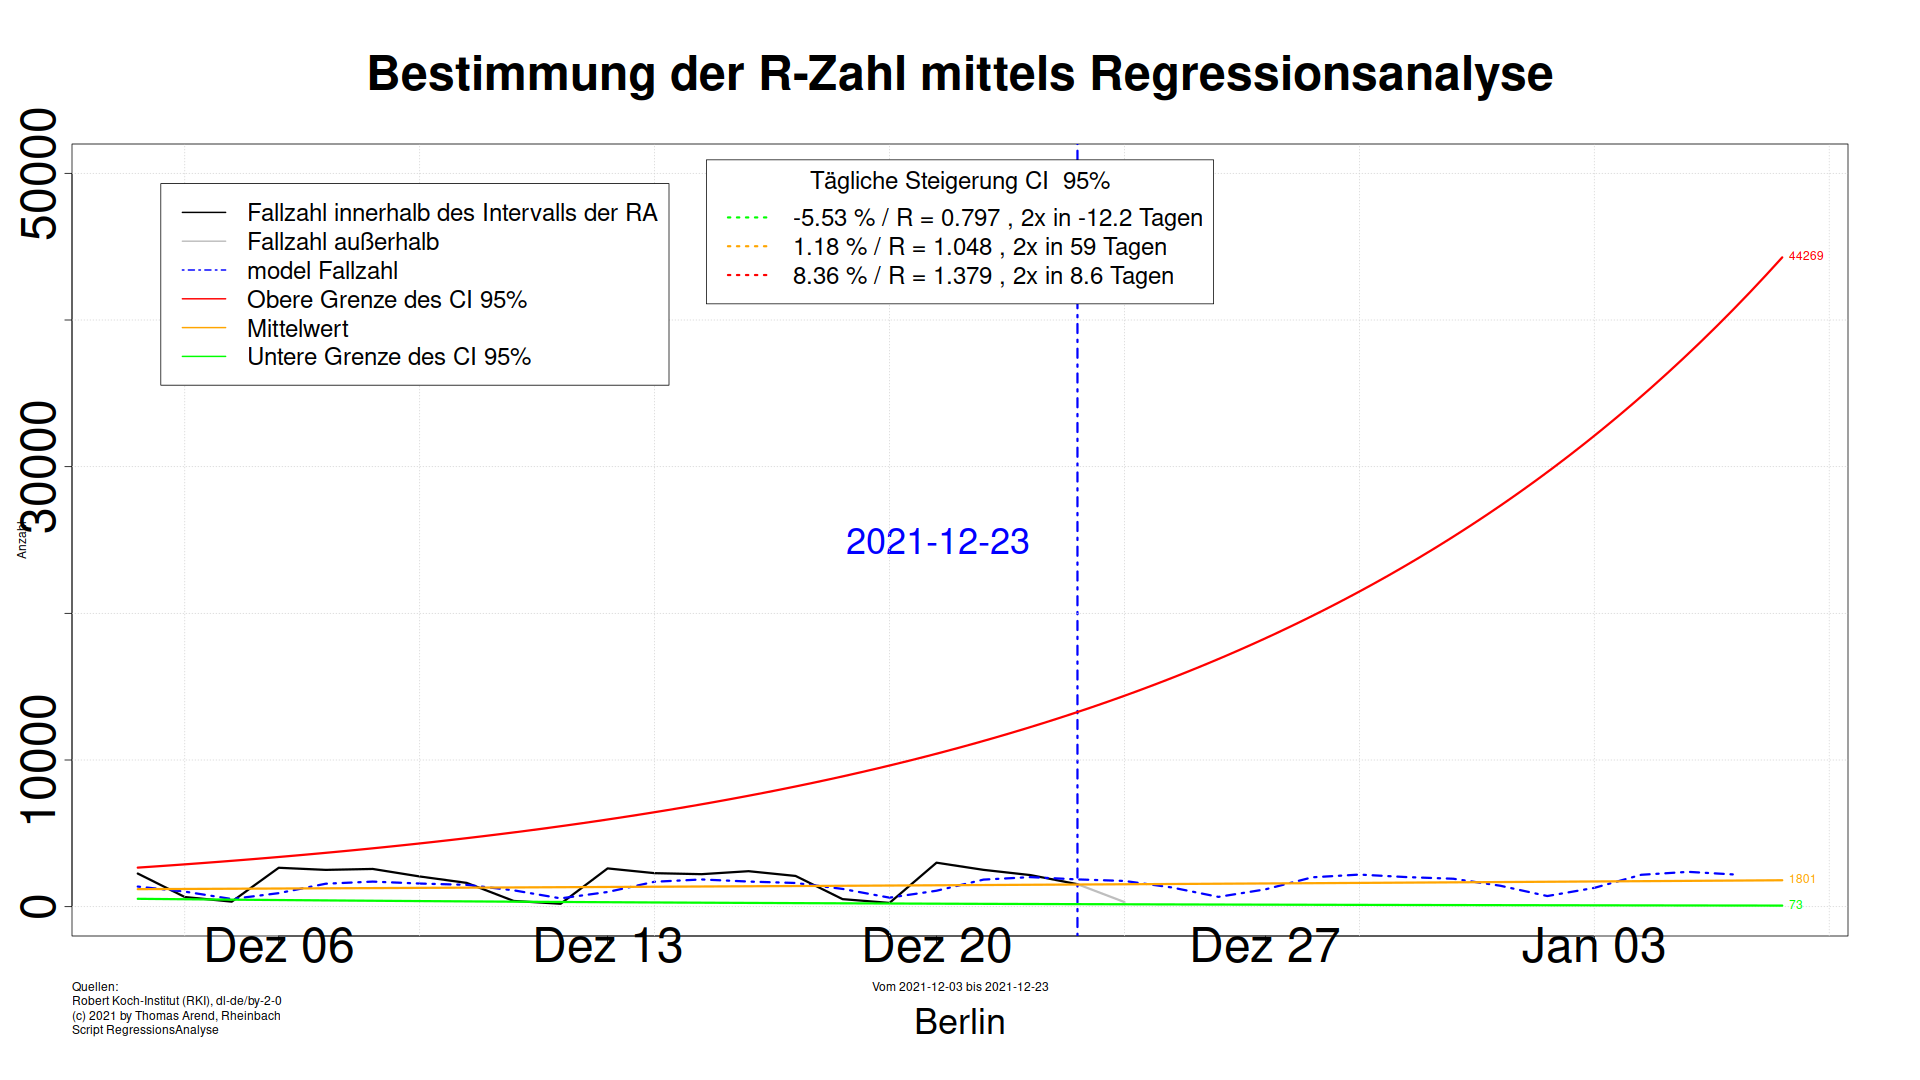 Bestimmung der R-Zahl mittels Regressionsanalyse
50000
30000
10000
0
Anzahl
Fallzahl innerhalb des Intervalls der RA
Fallzahl außerhalb
model Fallzahl
Obere Grenze des CI 95%
Mittelwert
Untere Grenze des CI 95%
Tägliche Steigerung CI  95%
-5.53 % / R = 0.797 , 2x in -12.2 Tagen
1.18 % / R = 1.048 , 2x in 59 Tagen
8.36 % / R = 1.379 , 2x in 8.6 Tagen
44269
2021-12-23
1801
73
Dez 06
Dez 13
Dez 20
Dez 27
Jan 03
Quellen:
Robert Koch-Institut (RKI), dl-de/by-2-0
(c) 2021 by Thomas Arend, Rheinbach
Script RegressionsAnalyse
Vom 2021-12-03 bis 2021-12-23
Berlin